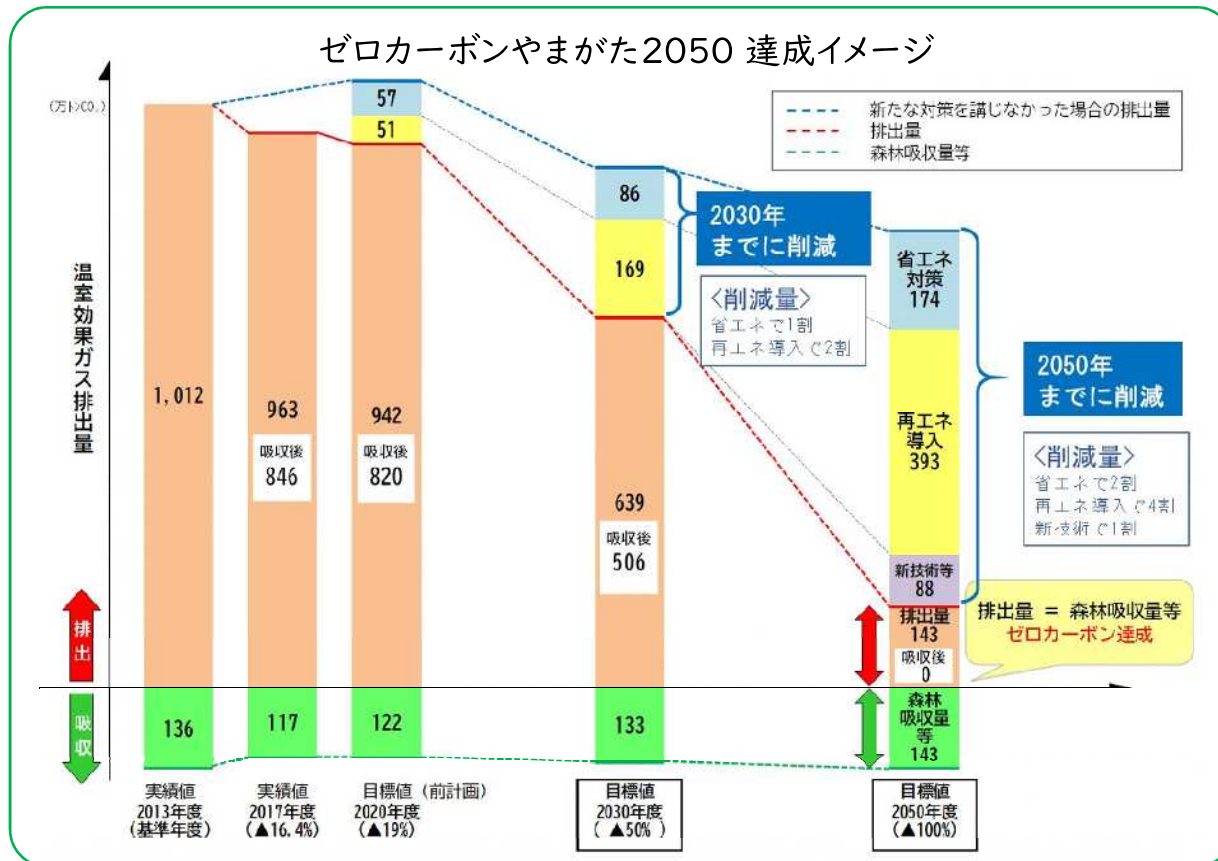 ゼロカーボンやまがた2050 達成イメージ
(万トンCO₂)
温室効果ガス排出量
排出
吸収
新たな対策を講じなかった場合の排出量
排出量
森林吸収量等
1,012
136
963
吸収後
846
117
57
51
942
吸収後
820
122
86
169
639
吸収後
506
133
2030年
までに削減
<削減量>
省エネで1割
再エネ導入で2割
省エネ
対策
174
再エネ
導入
393
新技術等
88
排出量
143
吸収後
0
森林
吸収量
等
143
2050年
までに削減
<削減量>
省エネで2割
再エネ導入で4割
新技術で1割
排出量 = 森林吸収量等
ゼロカーボン達成
実績値
2013年度
(基準年度)
実績値
2017年度
(▲16.4%)
目標値 (前計画)
2020年度
(▲19%)
目標値
2030年度
( ▲50% )
目標値
2050年度
(▲100%)